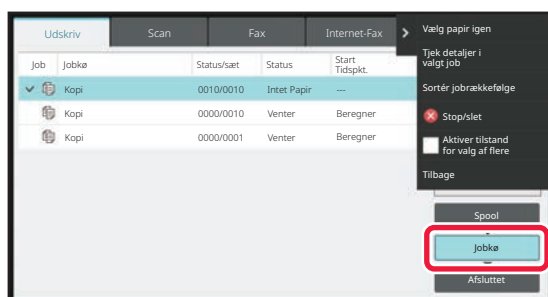 Udskriv Scan Fax Internet-Fax
Job Jobkø Status/sæt Status Start Tidspkt.
Kopi 0010/0010 Intet Papir ---
Kopi 0000/0010 Venter Beregner
Kopi 0000/0001 Venter Beregner
Vælg papir igen
Tjek detaljer i
valgt job
Sortér jobrækkefølge
Stop/slet
Aktiver tilstand
for valg af flere
Tilbage
Spool
Jobkø
Afsluttet